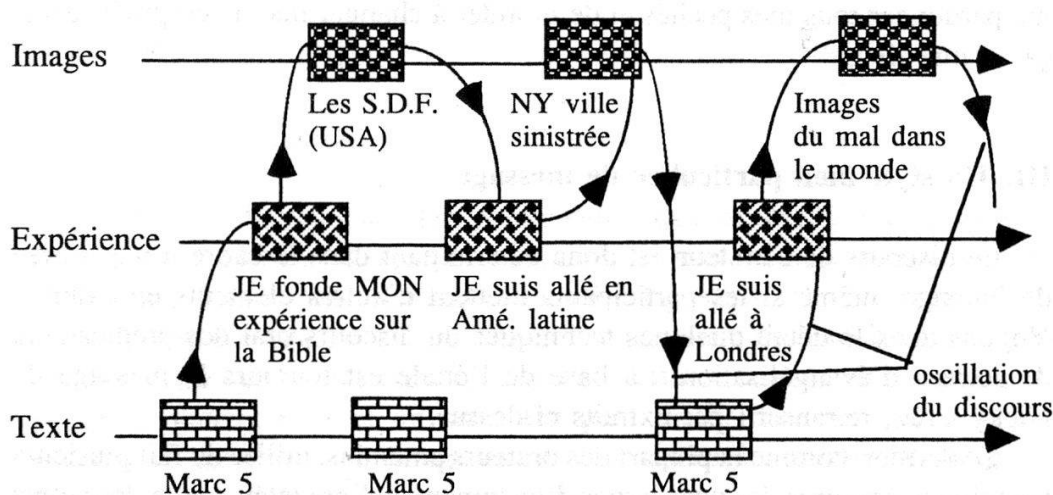 Images
Les S.D.F.
(USA)
NY ville
sinistrée
Images
du mal dans
le monde
Expérience
JE fonde MON
expérience sur
la Bible
JE suis allé en
Amé. latine
JE suis
allé à
Londres
oscillation
du discours
Texte
Marc 5
Marc 5
Marc 5